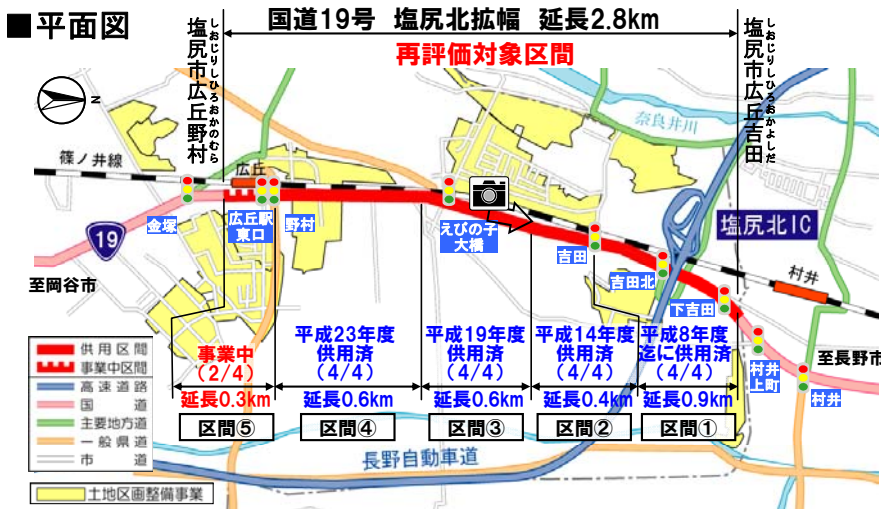 ■平面図
国道19号 塩尻北拡幅 延長2.8km
再評価対象区間
塩尻市広丘野村
しおじりしひろおかのむら
塩尻市広丘吉田
しおじりしひろおかよしだ
N
奈良井川
篠ノ井線
広丘
金塚
広丘駅
東口
野村
えびの子
大橋
吉田
吉田北
下吉田
塩尻北IC
村井
19
至岡谷市
至長野市
村井
上町
村井
供用区間
事業中区間
高速道路
国道
主要地方道
一般県道
市道
土地区画整備事業
事業中
(2/4)
延長0.3km
区間⑤
平成23年度
供用済
(4/4)
延長0.6km
区間④
平成19年度
供用済
(4/4)
延長0.6km
区間③
平成14年度
供用済
(4/4)
延長0.4km
区間②
平成8年度
迄に供用済
(4/4)
延長0.9km
区間①
長野自動車道